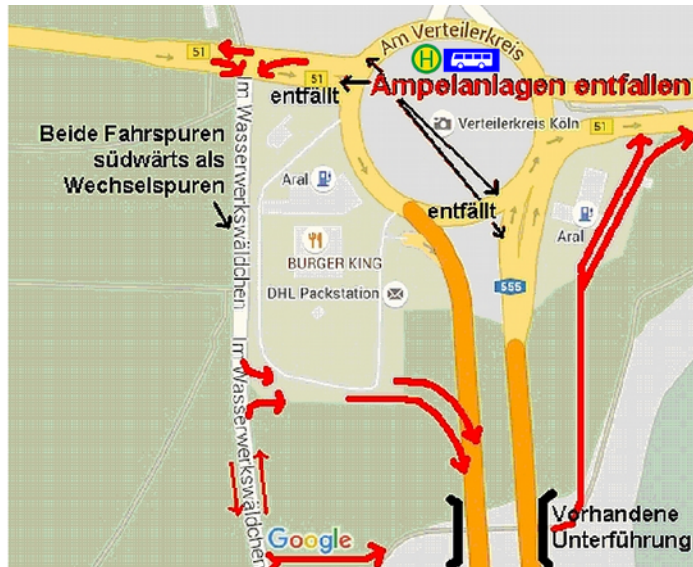 Am Verteilerkreis
H
51
51
entfällt
Ampelanlagen entfallen
Im Wasserwerkswäldchen
Beide Fahrspuren
südwärts als
Wechselspuren
Verteilerkreis Köln
51
Aral
entfällt
Aral
BURGER KING
DHL Packstation
555
Im Wasserwerkswäldchen
Vorhandene
Unterführung
Google